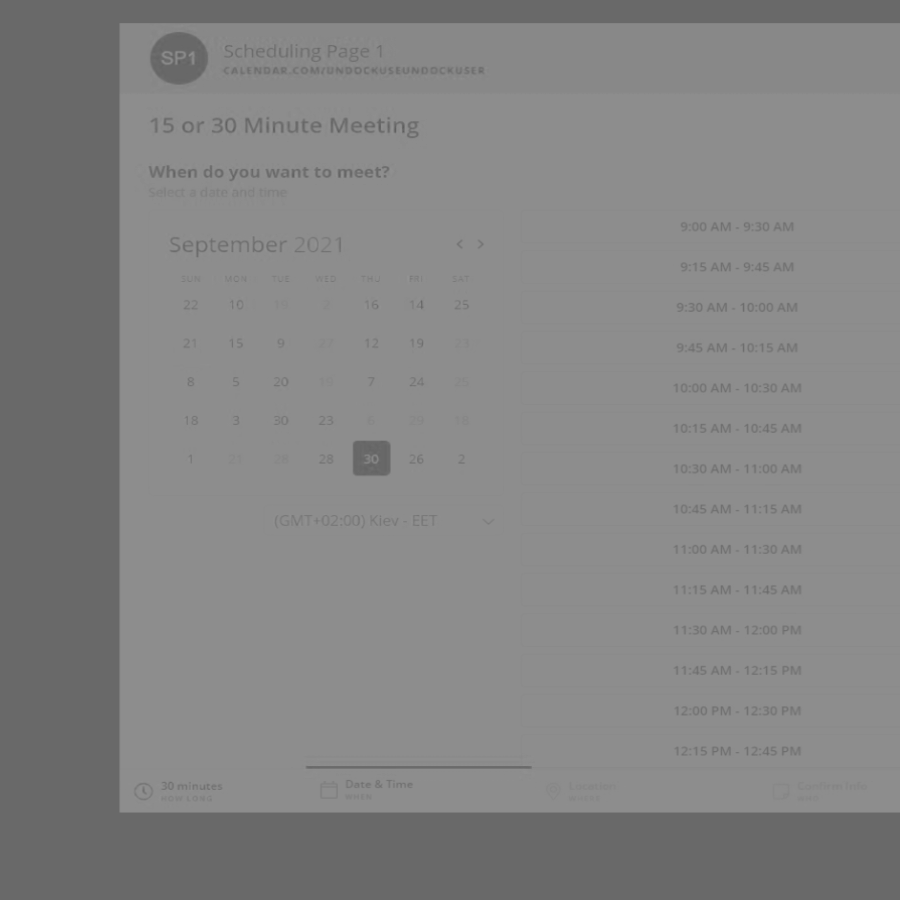 SP1
Scheduling Page 1
CALENDAR.COM/UNDOCKUSEUNDOCKUSER
15 or 30 Minute Meeting
When do you want to meet?
Select a date and time
September 2021
SUN MON TUE WED THU FRI SAT
22 10 16 14 25
21 15 9 27 12 19 23
8 5 20 7 24 25
18 3 30 23 6 29 18
1 21 28 28 30 26 2
(GMT+02:00) Kiev - EET
9:00 AM - 9:30 AM
9:15 AM - 9:45 AM
9:30 AM - 10:00 AM
9:45 AM - 10:15 AM
10:00 AM - 10:30 AM
10:15 AM - 10:45 AM
10:30 AM - 11:00 AM
10:45 AM - 11:15 AM
11:00 AM - 11:30 AM
11:15 AM - 11:45 AM
11:30 AM - 12:00 PM
11:45 AM - 12:15 PM
12:00 PM - 12:30 PM
12:15 PM - 12:45 PM
30 minutes
HOW LONG
Date & Time
WHEN
Location
WHERE
Confirm Info
WHO